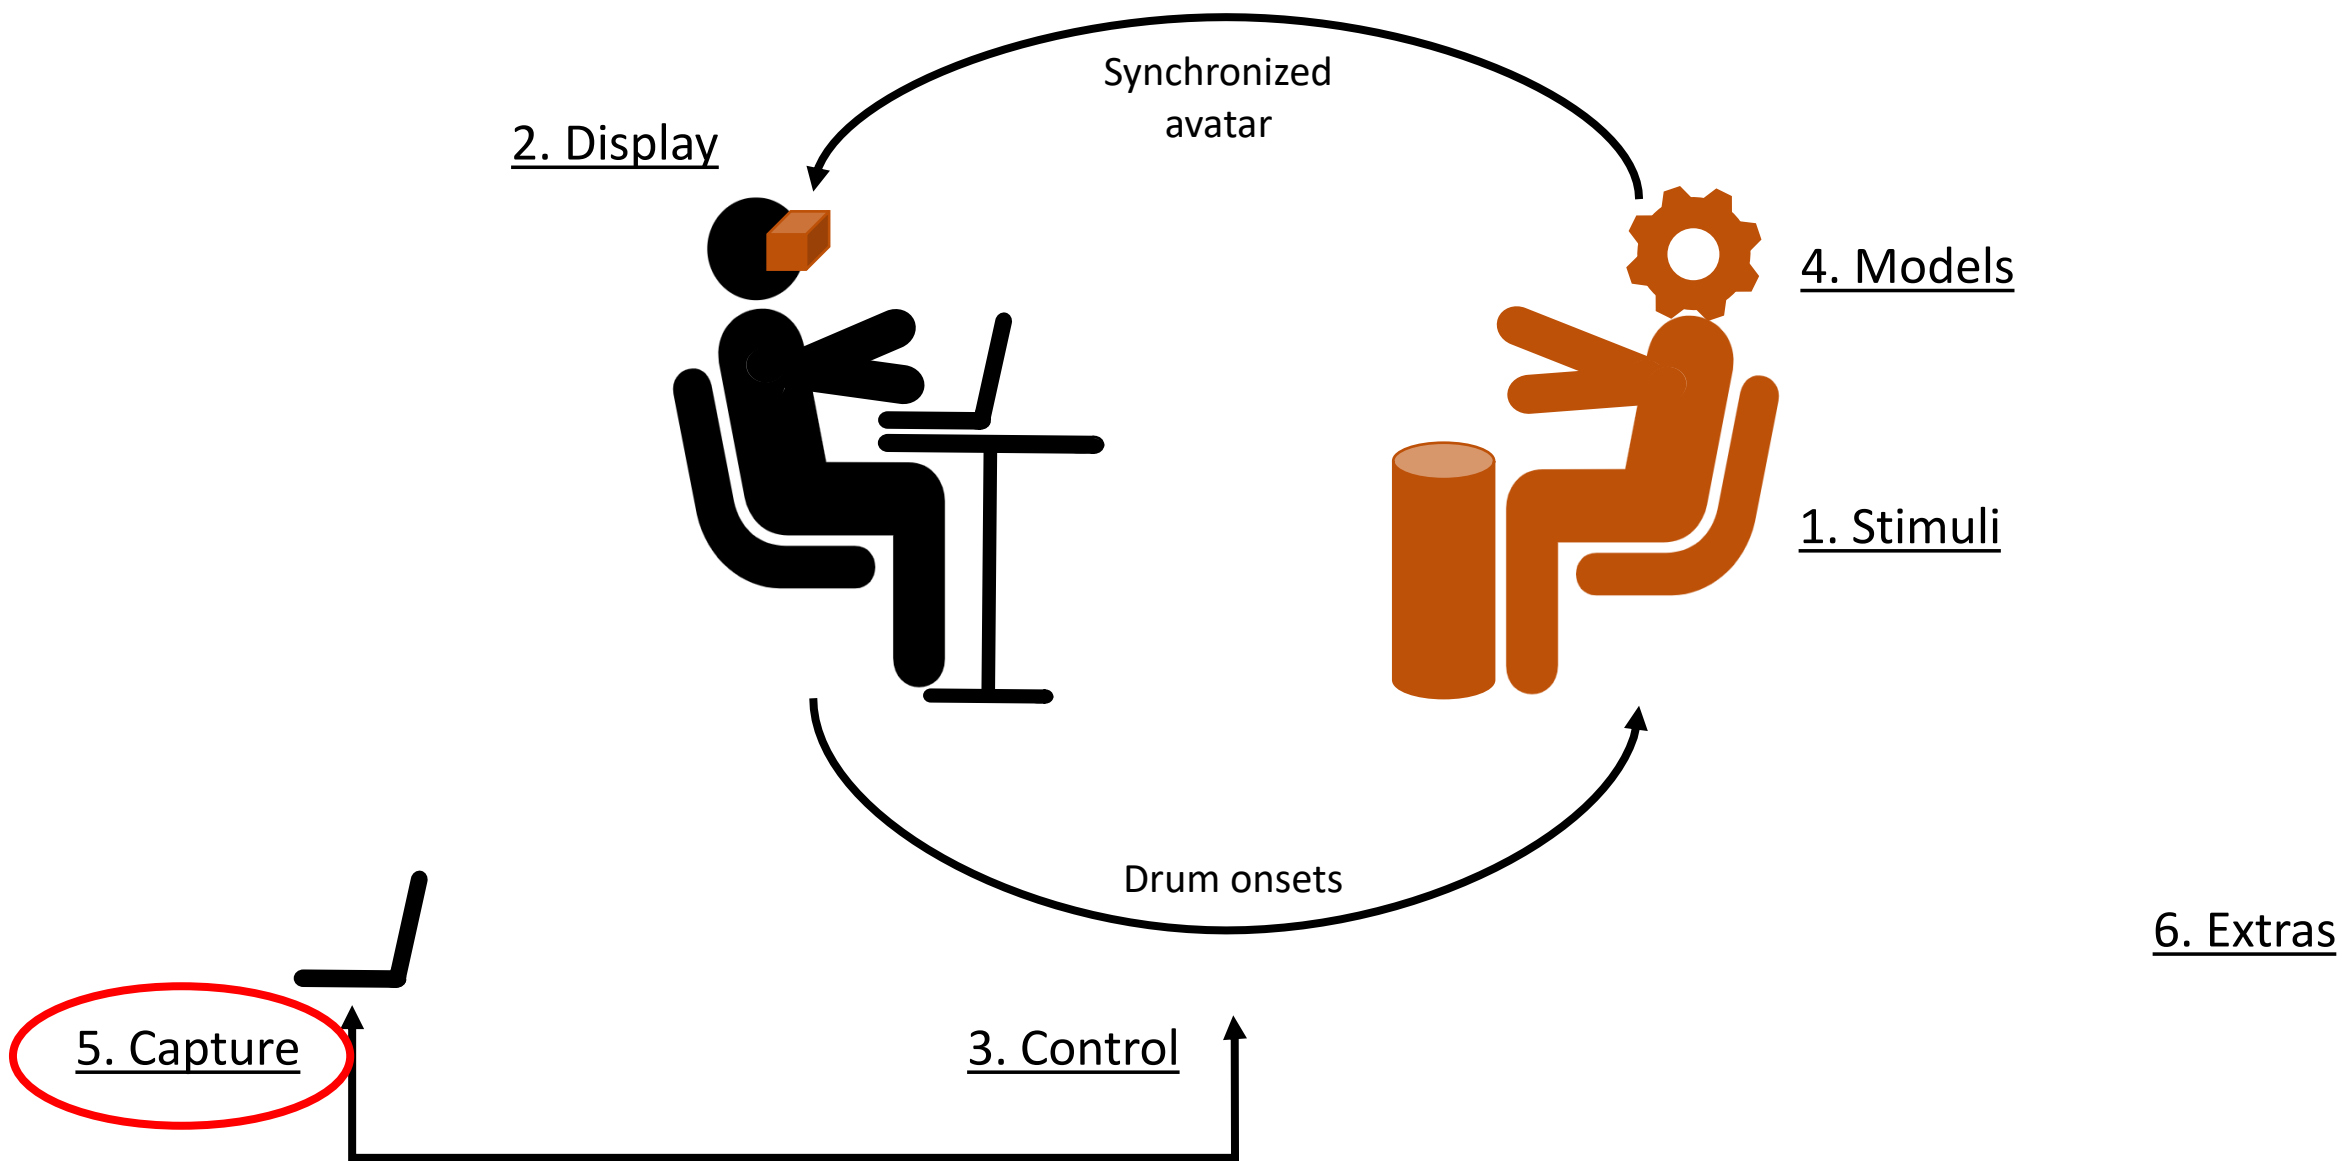 Synchronized
avatar
2. Display
4. Models
1. Stimuli
Drum onsets
6. Extras
5. Capture
3. Control